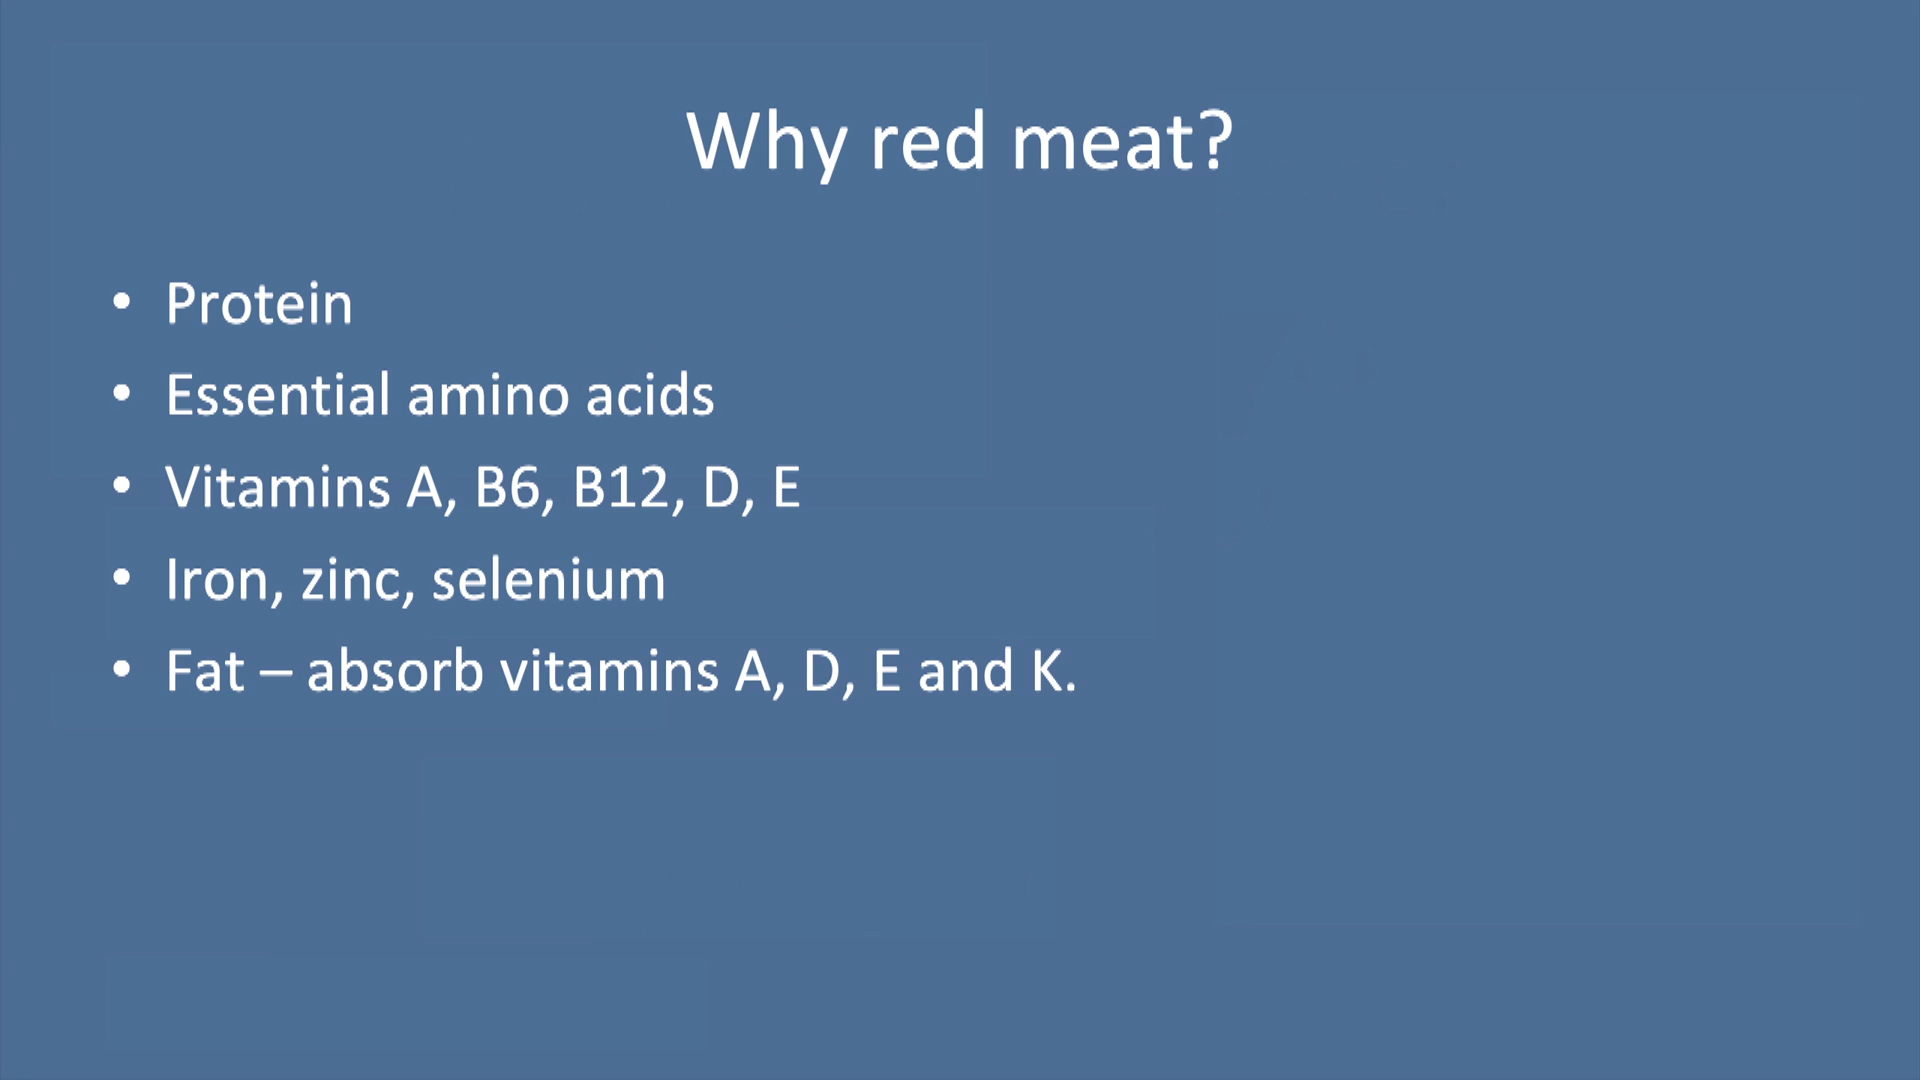 Why red meat?
• Protein
• Essential amino acids
• Vitamins A, B6, B12, D, E
• Iron, zinc, selenium
• Fat – absorb vitamins A, D, E and K.